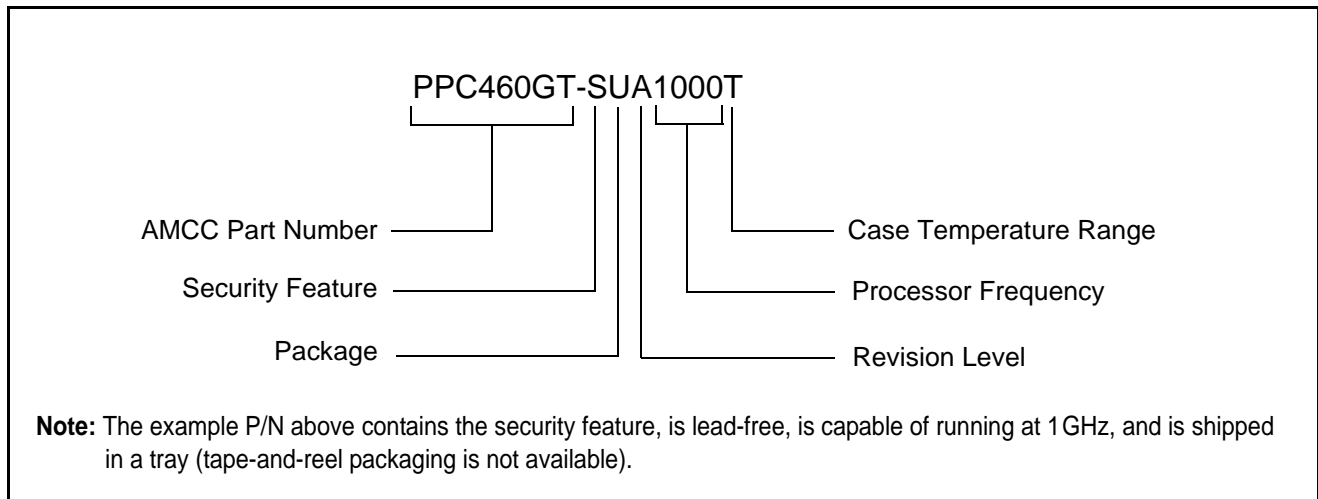 PPC460GT-SUA1000T
AMCC Part Number
Case Temperature Range
Security Feature
Processor Frequency
Package
Revision Level
Note: The example P/N above contains the security feature, is lead-free, is capable of running at 1GHz, and is shipped
in a tray (tape-and-reel packaging is not available).